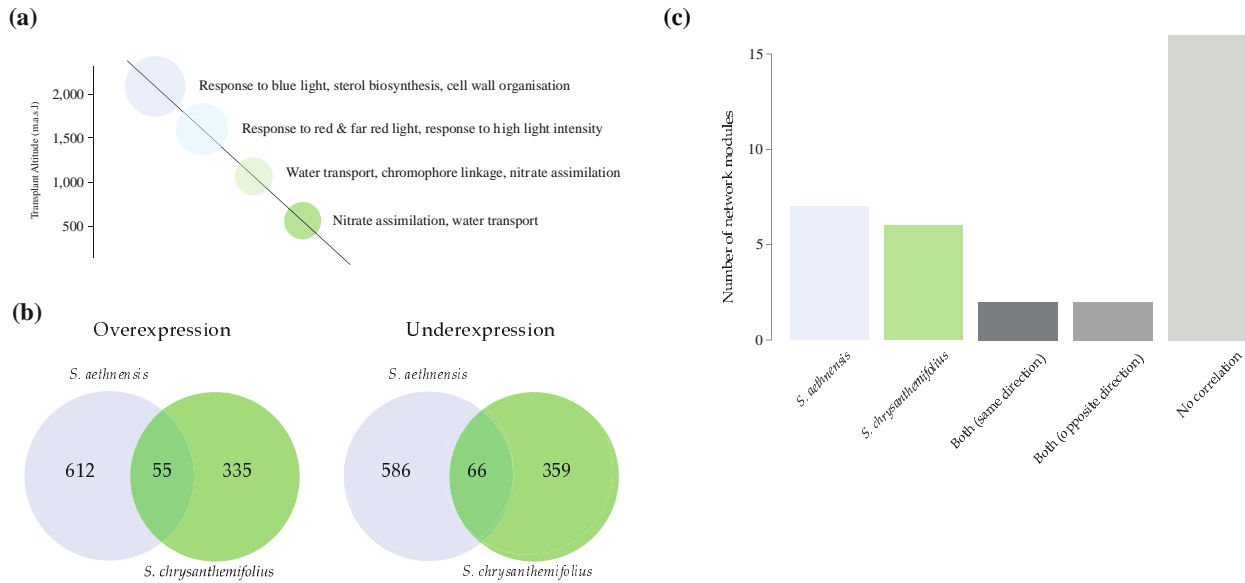 (a)
Transplant Altitude (m.a.s.l)
2,000
1,500
1,000
500
Response to blue light, sterol biosynthesis, cell wall organisation
Response to red & far red light, response to high light intensity
Water transport, chromophore linkage, nitrate assimilation
Nitrate assimilation, water transport
(b)
Overexpression
S. aethnensis
612
55
335
S. chrysanthemifolius
Underexpression
S. aethnensis
586
66
359
S. chrysanthemifolius
(c)
Number of network modules
15
10
5
0
S. aethnensis
S. chrysanthemifolius
Both (same direction)
Both (opposite direction)
No correlation